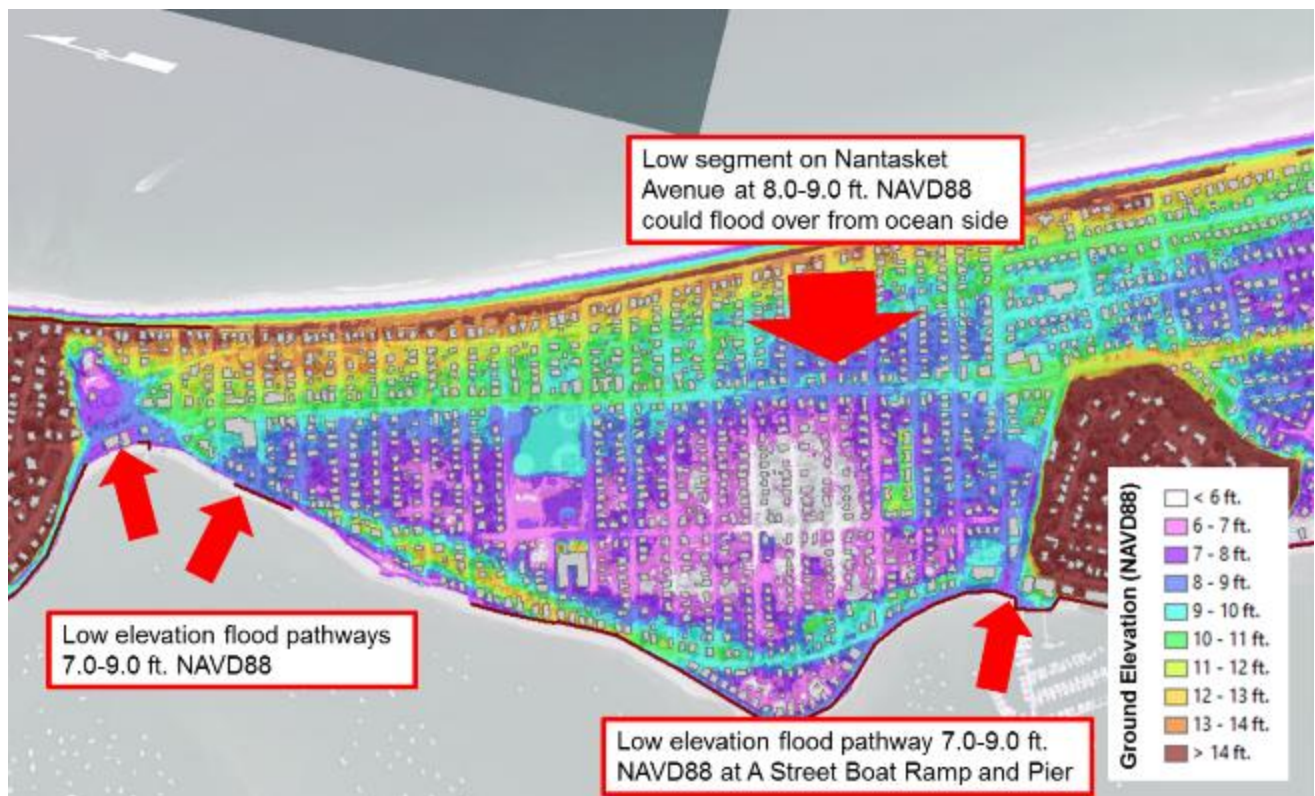 Low segment on Nantasket
Avenue at 8.0-9.0 ft. NAVD88
could flood over from ocean side
Low elevation flood pathways
7.0-9.0 ft. NAVD88
Low elevation flood pathway 7.0-9.0 ft.
NAVD88 at A Street Boat Ramp and Pier
Ground Elevation (NAVD88)
< 6 ft.
6 - 7 ft.
7 - 8 ft.
8 - 9 ft.
9 - 10 ft.
10 - 11 ft.
11 - 12 ft.
12 - 13 ft.
13 - 14 ft.
> 14 ft.